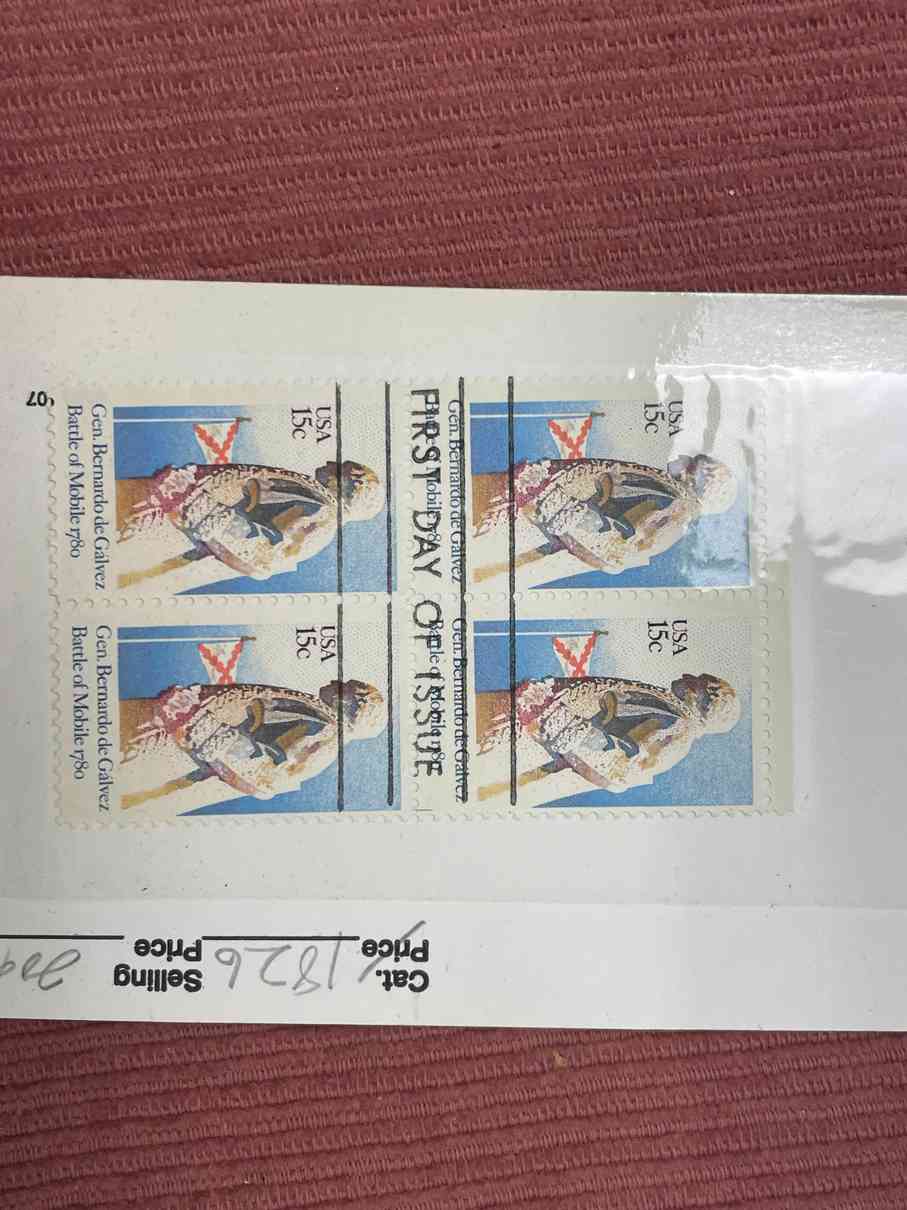 USA
15c
Gen. Bernardo de Gálvez
Battle of Mobile 1780
USA
15c
Gen. Bernardo de Gálvez
Battle of Mobile 1780
USA
15c
Gen. Bernardo de Gálvez
Battle of Mobile 1780
USA
15c
Gen. Bernardo de Gálvez
Battle of Mobile 1780
FIRST DAY OF ISSUE
Cat. Price 1826 Selling Price